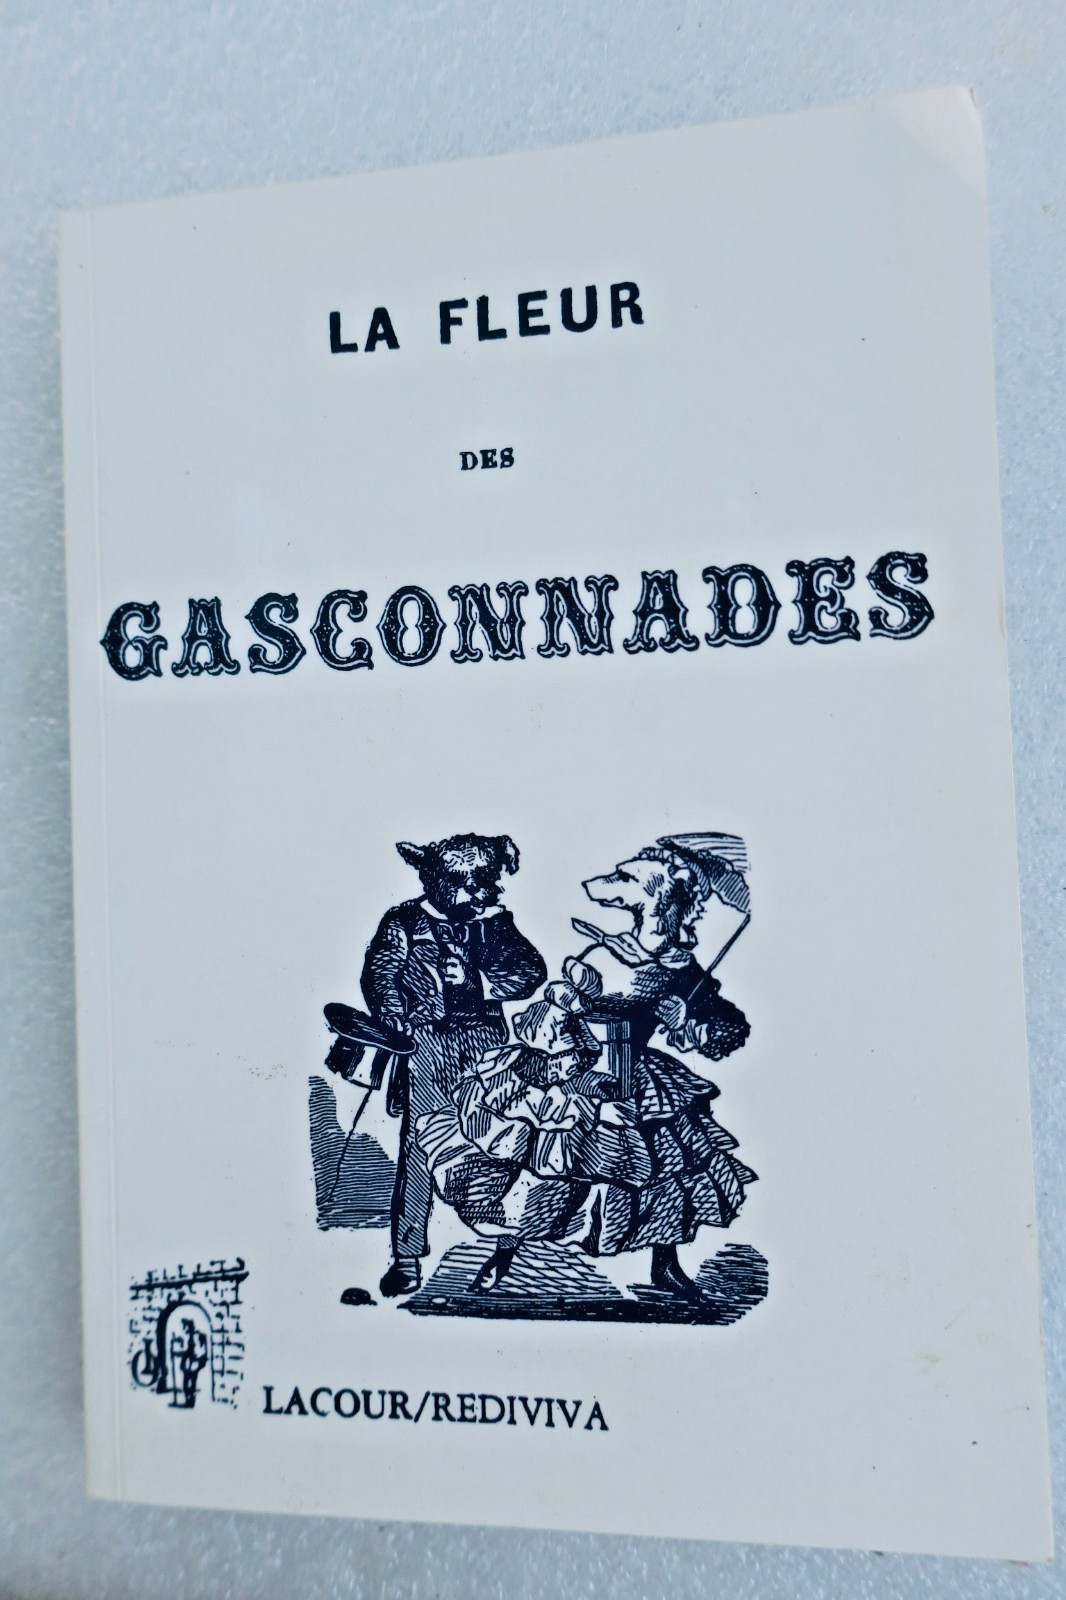 LA FLEUR
DES
GASCONNADES
LACOUR/REDIVIVA